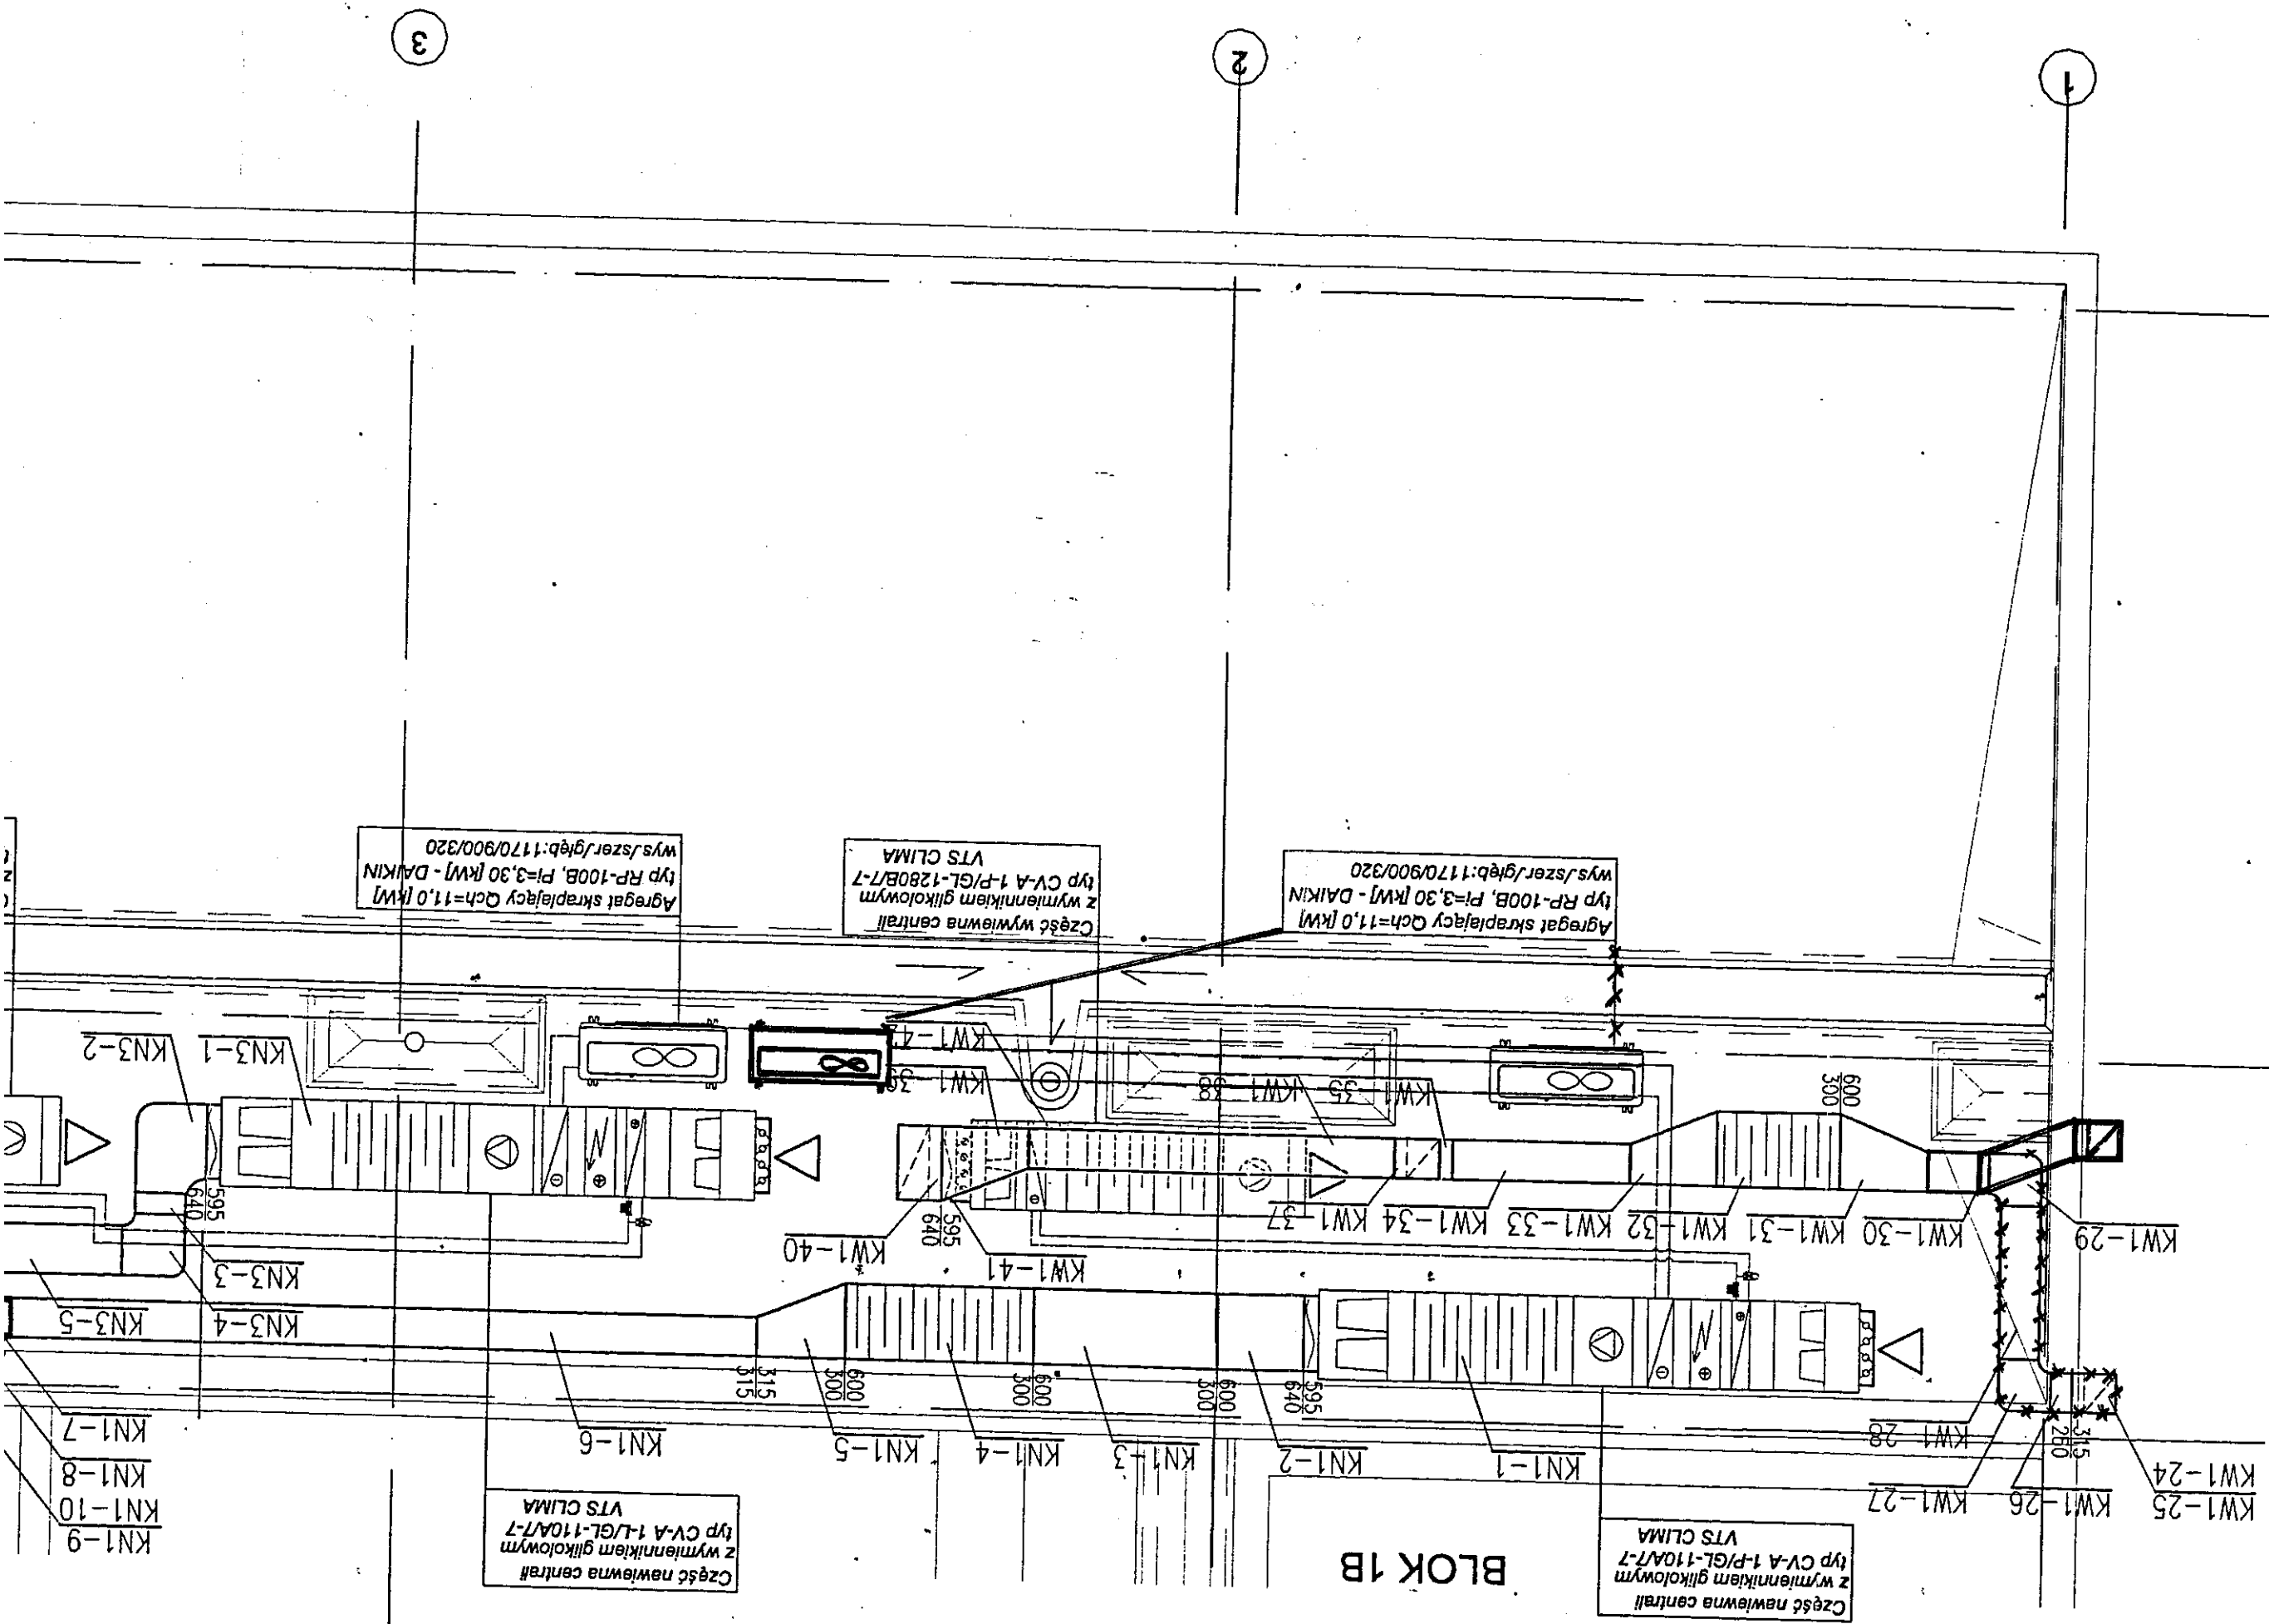 Część nawiewna centrali
z wymiennikiem glikolowym
typ CV-A 1-P/GL-110A/7-7
VTS CLIMA
BLOK 1B
Część nawiewna centrali
z wymiennikiem glikolowym
typ CV-A 1-L/GL-110A/7-7
VTS CLIMA
KW1-25
KW1-24
KW1-26
KW1-27
KW1-28
315
250
KN1-1
KN1-2
KN1-3
KN1-4
KN1-5
KN1-6
KN1-9
KN1-10
KN1-8
KN1-7
595
640
600
300
600
300
600
300
315
315
KW1-29
KW1-30
KW1-31
KW1-32
KW1-33
KW1-34
KW1-37
KW1-41
KW1-40
595
640
KN3-3
KN3-4
KN3-5
595
640
600
300
KW1-35
KW1-38
KW1-39
KW1-4
KN3-1
KN3-2
Agregat skraplający Qch=11,0 [kW]
typ RP-100B, Pi=3,30 [kW] - DAIKIN
wys./szer./głęb:1170/900/320
Część wywiewna centrali
z wymiennikiem glikolowym
typ CV-A 1-P/GL-1280B/7-7
VTS CLIMA
Agregat skraplający Qch=11,0 [kW]
typ RP-100B, Pi=3,30 [kW] - DAIKIN
wys./szer./głęb:1170/900/320
1
2
3